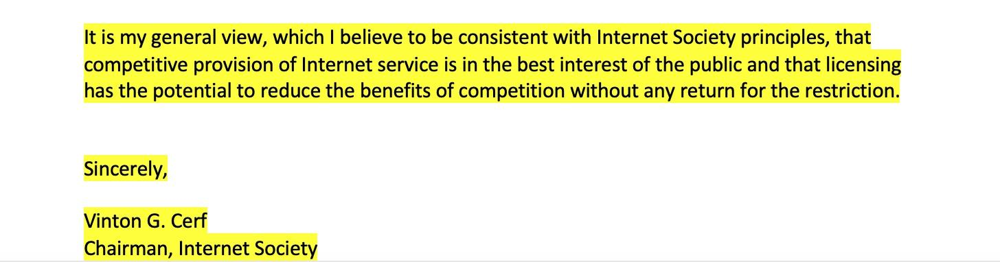 It is my general view, which I believe to be consistent with Internet Society principles, that
competitive provision of Internet service is in the best interest of the public and that licensing
has the potential to reduce the benefits of competition without any return for the restriction.
Sincerely,
Vinton G. Cerf
Chairman, Internet Society